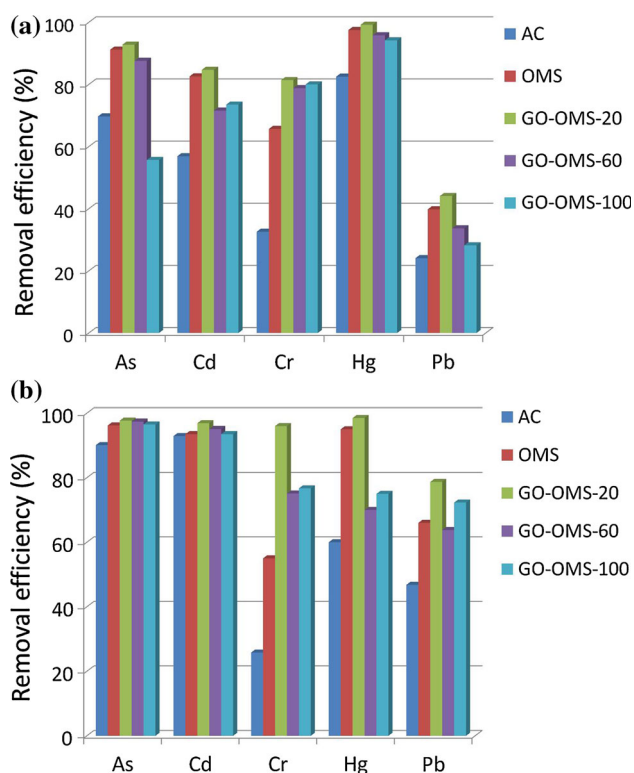 (a)
Removal efficiency (%)
100
80
60
40
20
0
As Cd Cr Hg Pb
AC
OMS
GO-OMS-20
GO-OMS-60
GO-OMS-100
(b)
Removal efficiency (%)
100
80
60
40
20
0
As Cd Cr Hg Pb
AC
OMS
GO-OMS-20
GO-OMS-60
GO-OMS-100